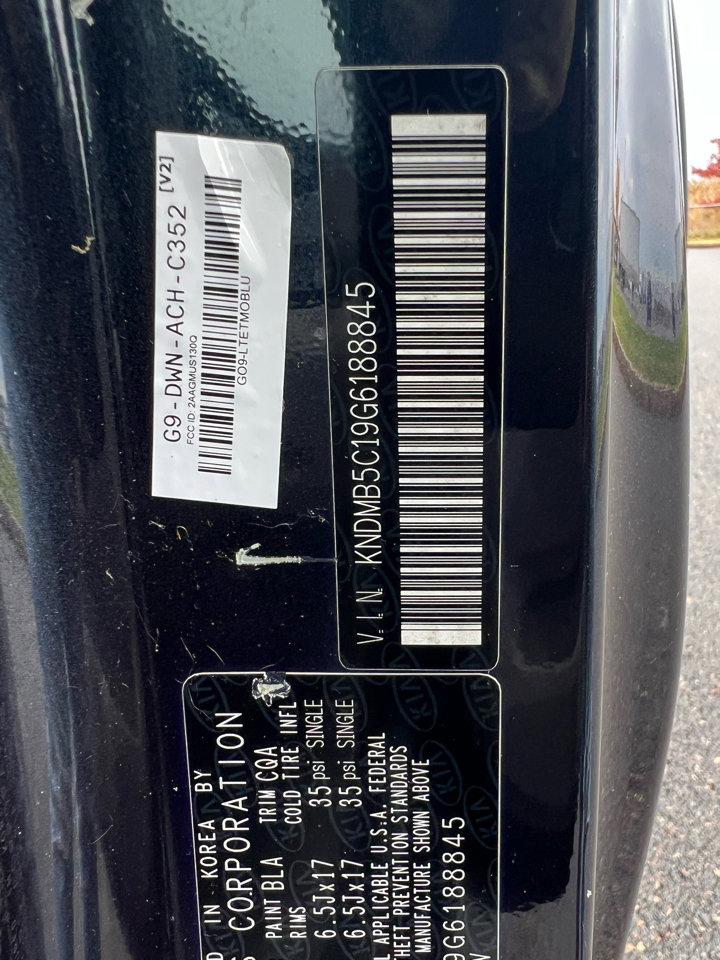 G9-DWN-ACH-C352 [V2]
FCC ID: 2AAGMUS130Q
GO9-LTETMOBLU
V.I.N. KNDMB5C19G6188845
IN KOREA BY
CORPORATION
PAINT BLA TRIM CQA
RIMS COLD TIRE INFL
6.5Jx17 35 psi SINGLE
6.5Jx17 35 psi SINGLE
APPLICABLE U.S.A. FEDERAL
THEFT PREVENTION STANDARDS
MANUFACTURE SHOWN ABOVE
9G6188845
KIA